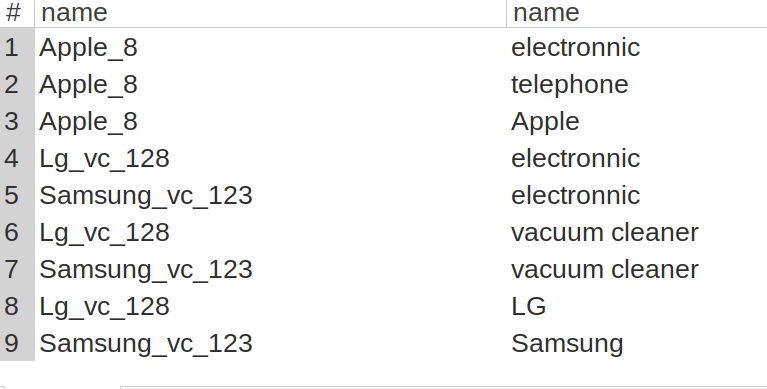 # name name
1 Apple_8 electronnic
2 Apple_8 telephone
3 Apple_8 Apple
4 Lg_vc_128 electronnic
5 Samsung_vc_123 electronnic
6 Lg_vc_128 vacuum cleaner
7 Samsung_vc_123 vacuum cleaner
8 Lg_vc_128 LG
9 Samsung_vc_123 Samsung